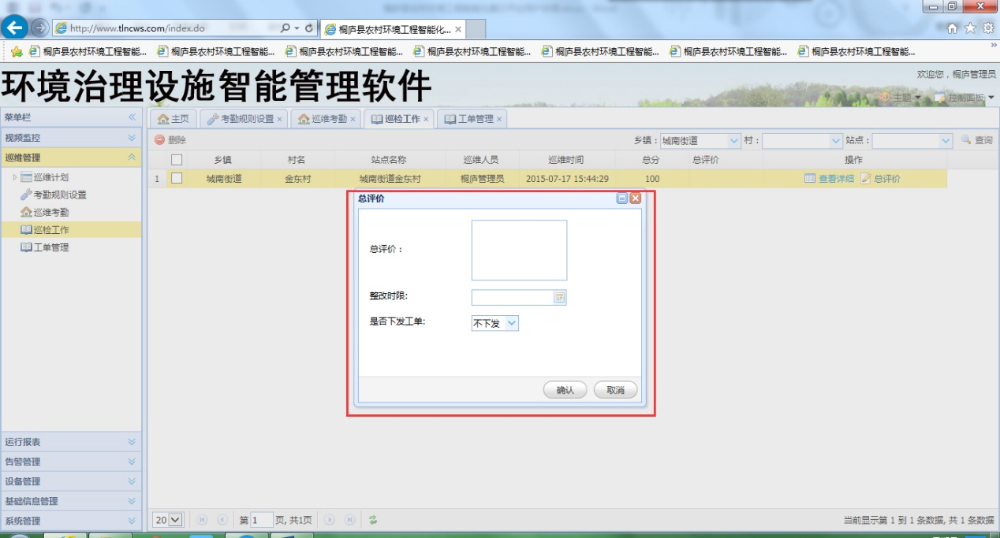 http://www.tlncws.com/index.do
桐庐县农村环境工程智能化...
桐庐县农村环境工程智能... 桐庐县农村环境工程智能... 桐庐县农村环境工程智能... 桐庐县农村环境工程智能... 桐庐县农村环境工程智能... 桐庐县农村环境工程智能... 桐庐县农村环境工程智能...
环境治理设施智能管理软件
欢迎您，桐庐管理员
主题 控制面板
菜单栏
主页 考勤规则设置 巡维考勤 巡检工作 工单管理
视频监控
巡维管理
巡维计划
考勤规则设置
巡维考勤
巡检工作
工单管理
运行报表
告警管理
设备管理
基础信息管理
系统管理
删除 乡镇： 城南街道 村： 站点： 查询
乡镇 村名 站点名称 巡维人员 巡维时间 总分 总评价 操作
1 城南街道 金东村 城南街道金东村 桐庐管理员 2015-07-17 15:44:29 100 查看详细 总评价
总评价
总评价：
整改时限:
是否下发工单: 不下发
确认 取消
20 第 1 页, 共1页 当前显示第 1 到 1 条数据, 共 1 条数据